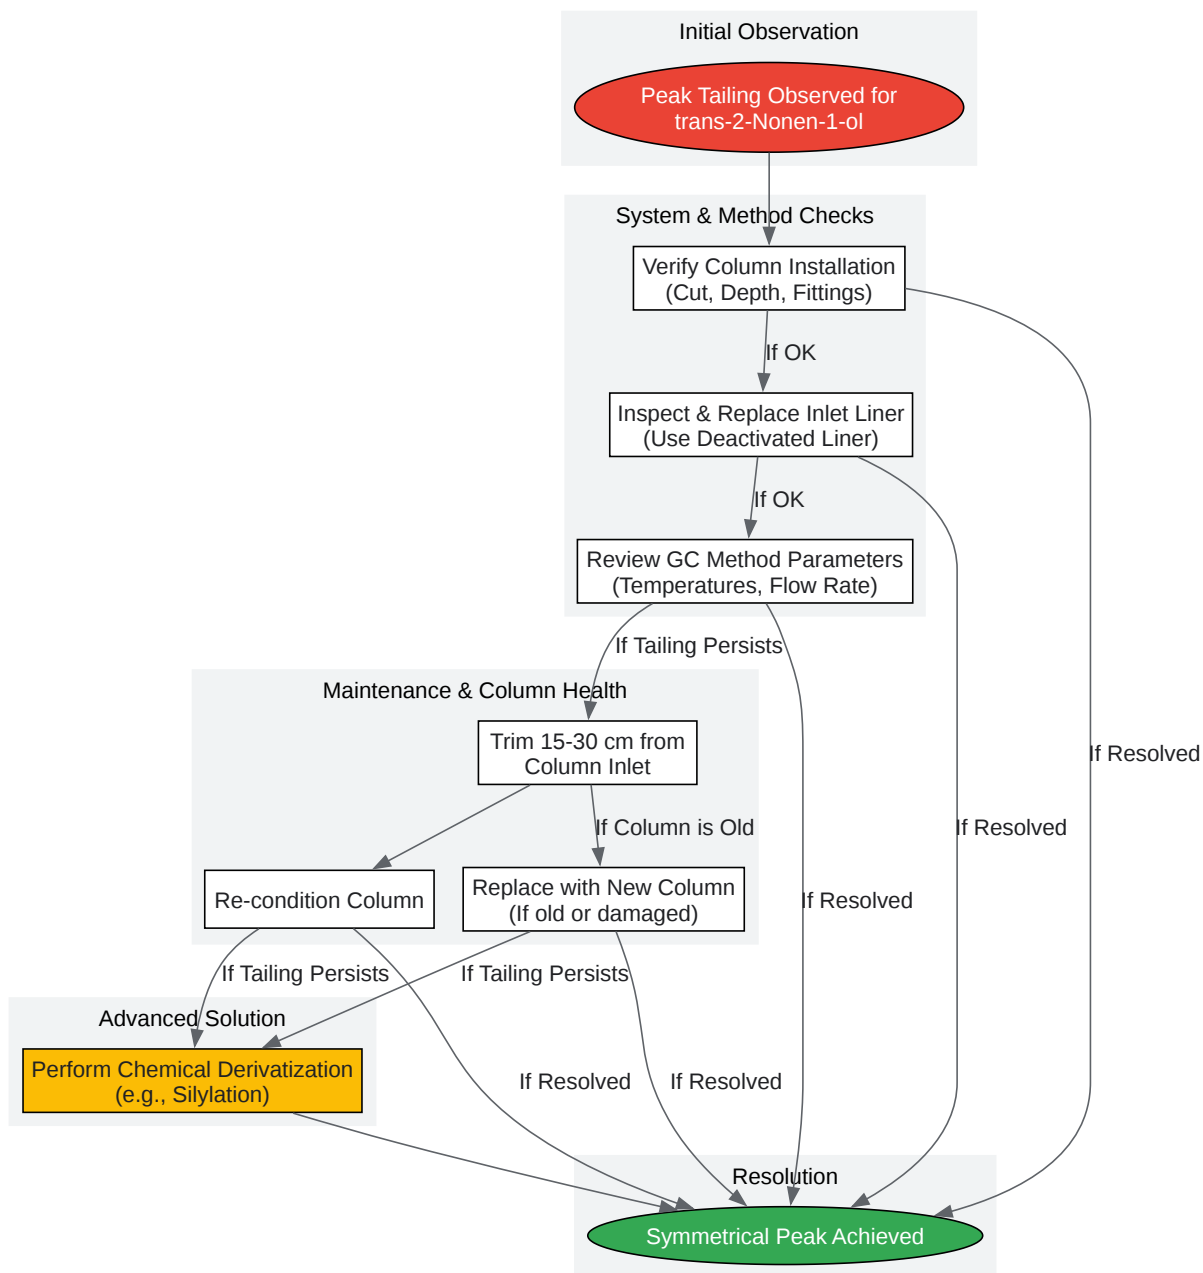 Initial Observation
Peak Tailing Observed for
trans-2-Nonen-1-ol
System & Method Checks
Verify Column Installation
(Cut, Depth, Fittings)
If OK
Inspect & Replace Inlet Liner
(Use Deactivated Liner)
If OK
Review GC Method Parameters
(Temperatures, Flow Rate)
If Tailing Persists
Maintenance & Column Health
Trim 15-30 cm from
Column Inlet
If Resolved
If Column is Old
If Resolved
Re-condition Column
Replace with New Column
(If old or damaged)
If Resolved
If Tailing Persists
If Tailing Persists
Advanced Solution
Perform Chemical Derivatization
(e.g., Silylation)
If Resolved
If Resolved
Resolution
Symmetrical Peak Achieved